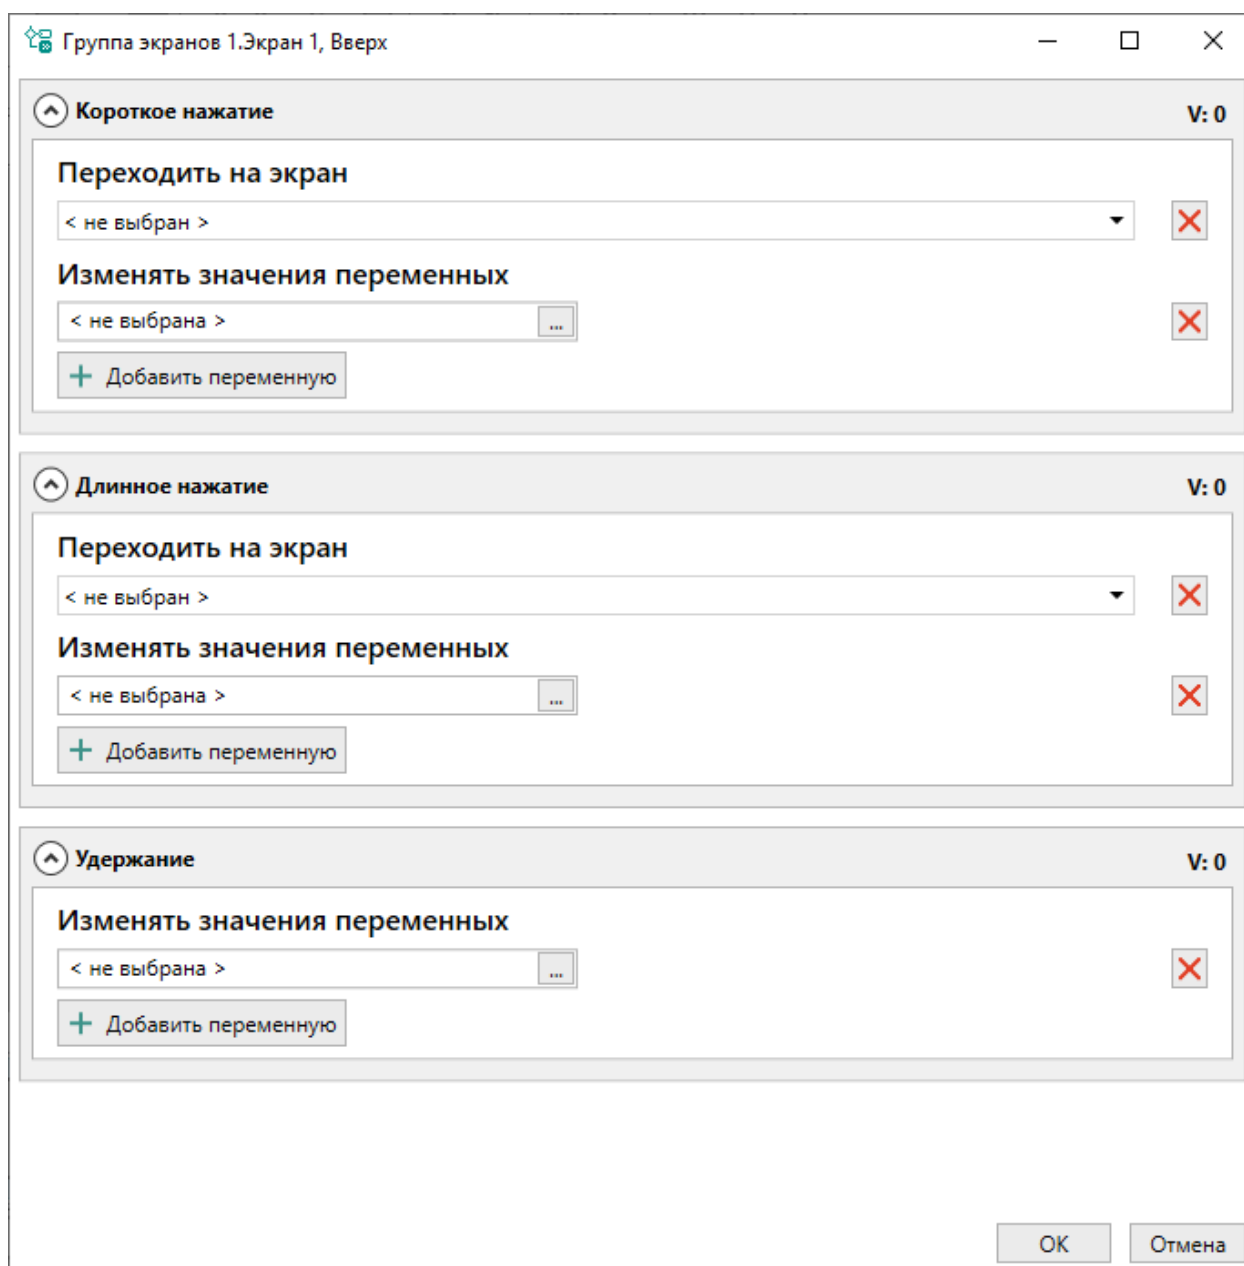 Группа экранов 1.Экран 1, Вверх
Короткое нажатие V: 0
Переходить на экран
< не выбран >
Изменять значения переменных
< не выбрана > ...
+ Добавить переменную
Длинное нажатие V: 0
Переходить на экран
< не выбран >
Изменять значения переменных
< не выбрана > ...
+ Добавить переменную
Удержание V: 0
Изменять значения переменных
< не выбрана > ...
+ Добавить переменную
OK Отмена